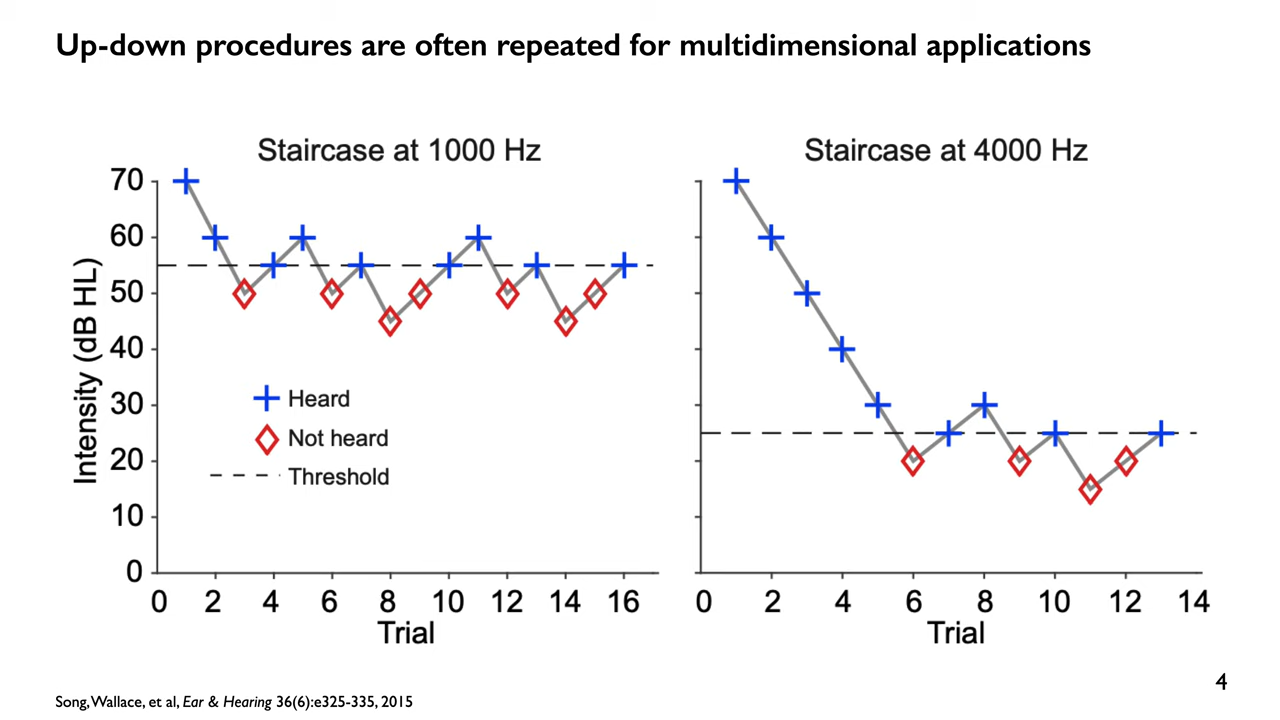 Up-down procedures are often repeated for multidimensional applications
Staircase at 1000 Hz
Staircase at 4000 Hz
Intensity (dB HL)
70
60
50
40
30
20
10
0
Heard
Not heard
Threshold
0 2 4 6 8 10 12 14 16
Trial
0 2 4 6 8 10 12 14
Trial
Song, Wallace, et al, Ear & Hearing 36(6):e325-335, 2015
4